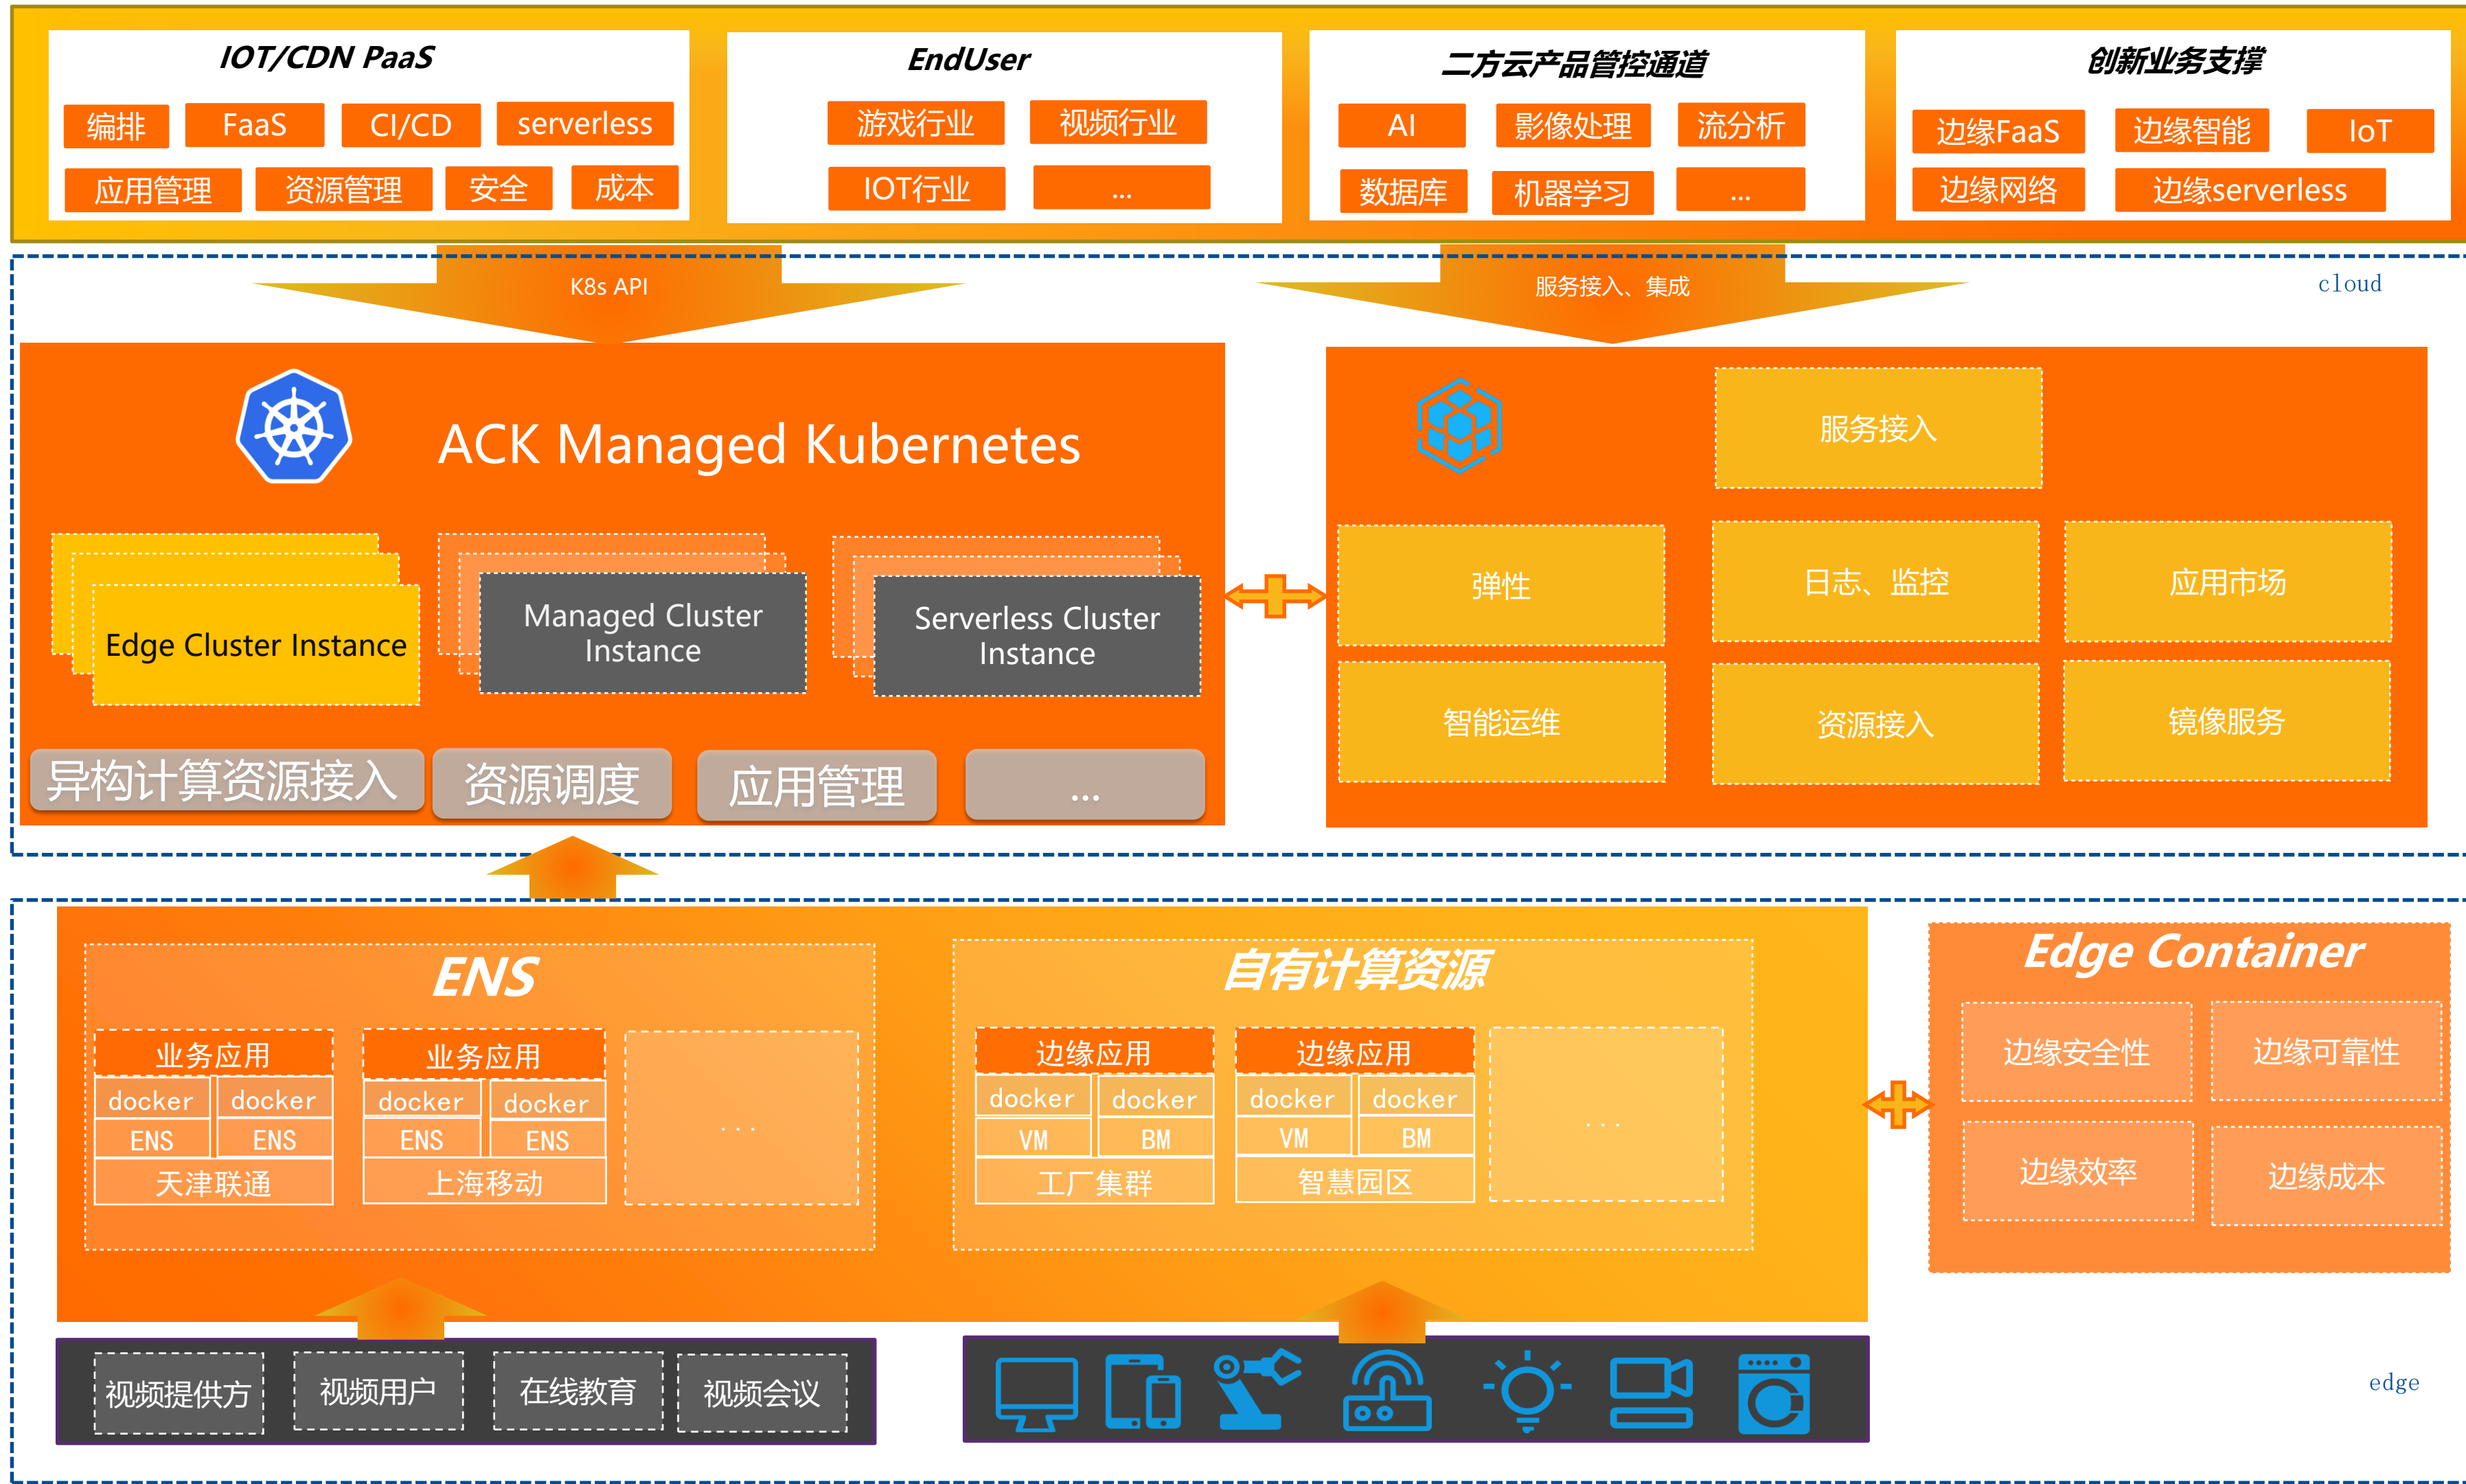 IOT/CDN PaaS
编排
FaaS
CI/CD
serverless
应用管理
资源管理
安全
成本
EndUser
游戏行业
视频行业
IOT行业
...
二方云产品管控通道
AI
影像处理
流分析
数据库
机器学习
...
创新业务支撑
边缘FaaS
边缘智能
IoT
边缘网络
边缘serverless
K8s API
服务接入、集成
cloud
ACK Managed Kubernetes
Edge Cluster Instance
Managed Cluster
Instance
Serverless Cluster
Instance
异构计算资源接入
资源调度
应用管理
...
服务接入
弹性
日志、监控
应用市场
智能运维
资源接入
镜像服务
ENS
业务应用
docker
docker
ENS
ENS
天津联通
业务应用
docker
docker
ENS
ENS
上海移动
...
自有计算资源
边缘应用
docker
docker
VM
BM
工厂集群
边缘应用
docker
docker
VM
BM
智慧园区
...
Edge Container
边缘安全性
边缘可靠性
边缘效率
边缘成本
视频提供方
视频用户
在线教育
视频会议
edge